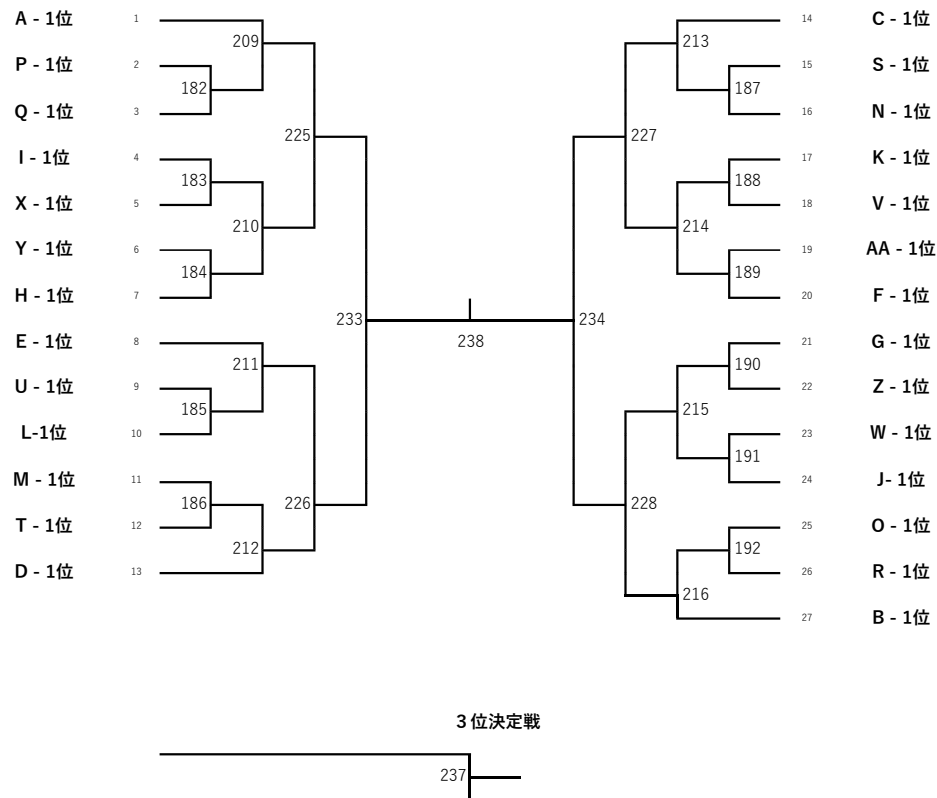 A - 1位 1 14 C - 1位
209 213
P - 1位 2 15 S - 1位
182 187
Q - 1位 3 16 N - 1位
225 227
I - 1位 4 17 K - 1位
183 188
X - 1位 5 18 V - 1位
210 214
Y - 1位 6 19 AA - 1位
184 189
H - 1位 7 20 F - 1位
233 234
238
E - 1位 8 21 G - 1位
211 190
U - 1位 9 22 Z - 1位
185 215
L-1位 10 23 W - 1位
191
M - 1位 11 24 J- 1位
186 226 228
T - 1位 12 25 O - 1位
212 192
D - 1位 13 26 R - 1位
216
27 B - 1位
３位決定戦
237